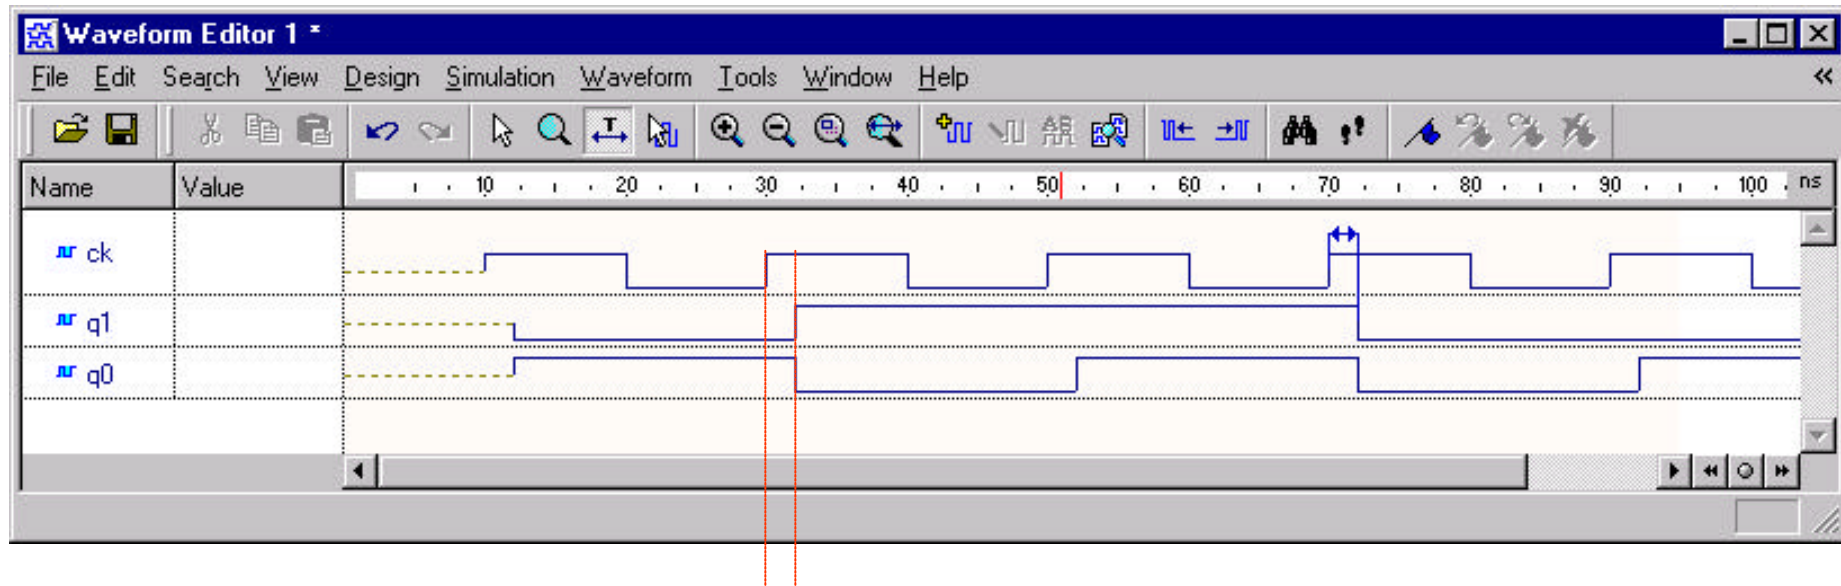 Waveform Editor 1 *
File Edit Search View Design Simulation Waveform Tools Window Help
Name Value 10 20 30 40 50 60 70 80 90 100 ns
ck
q1
q0